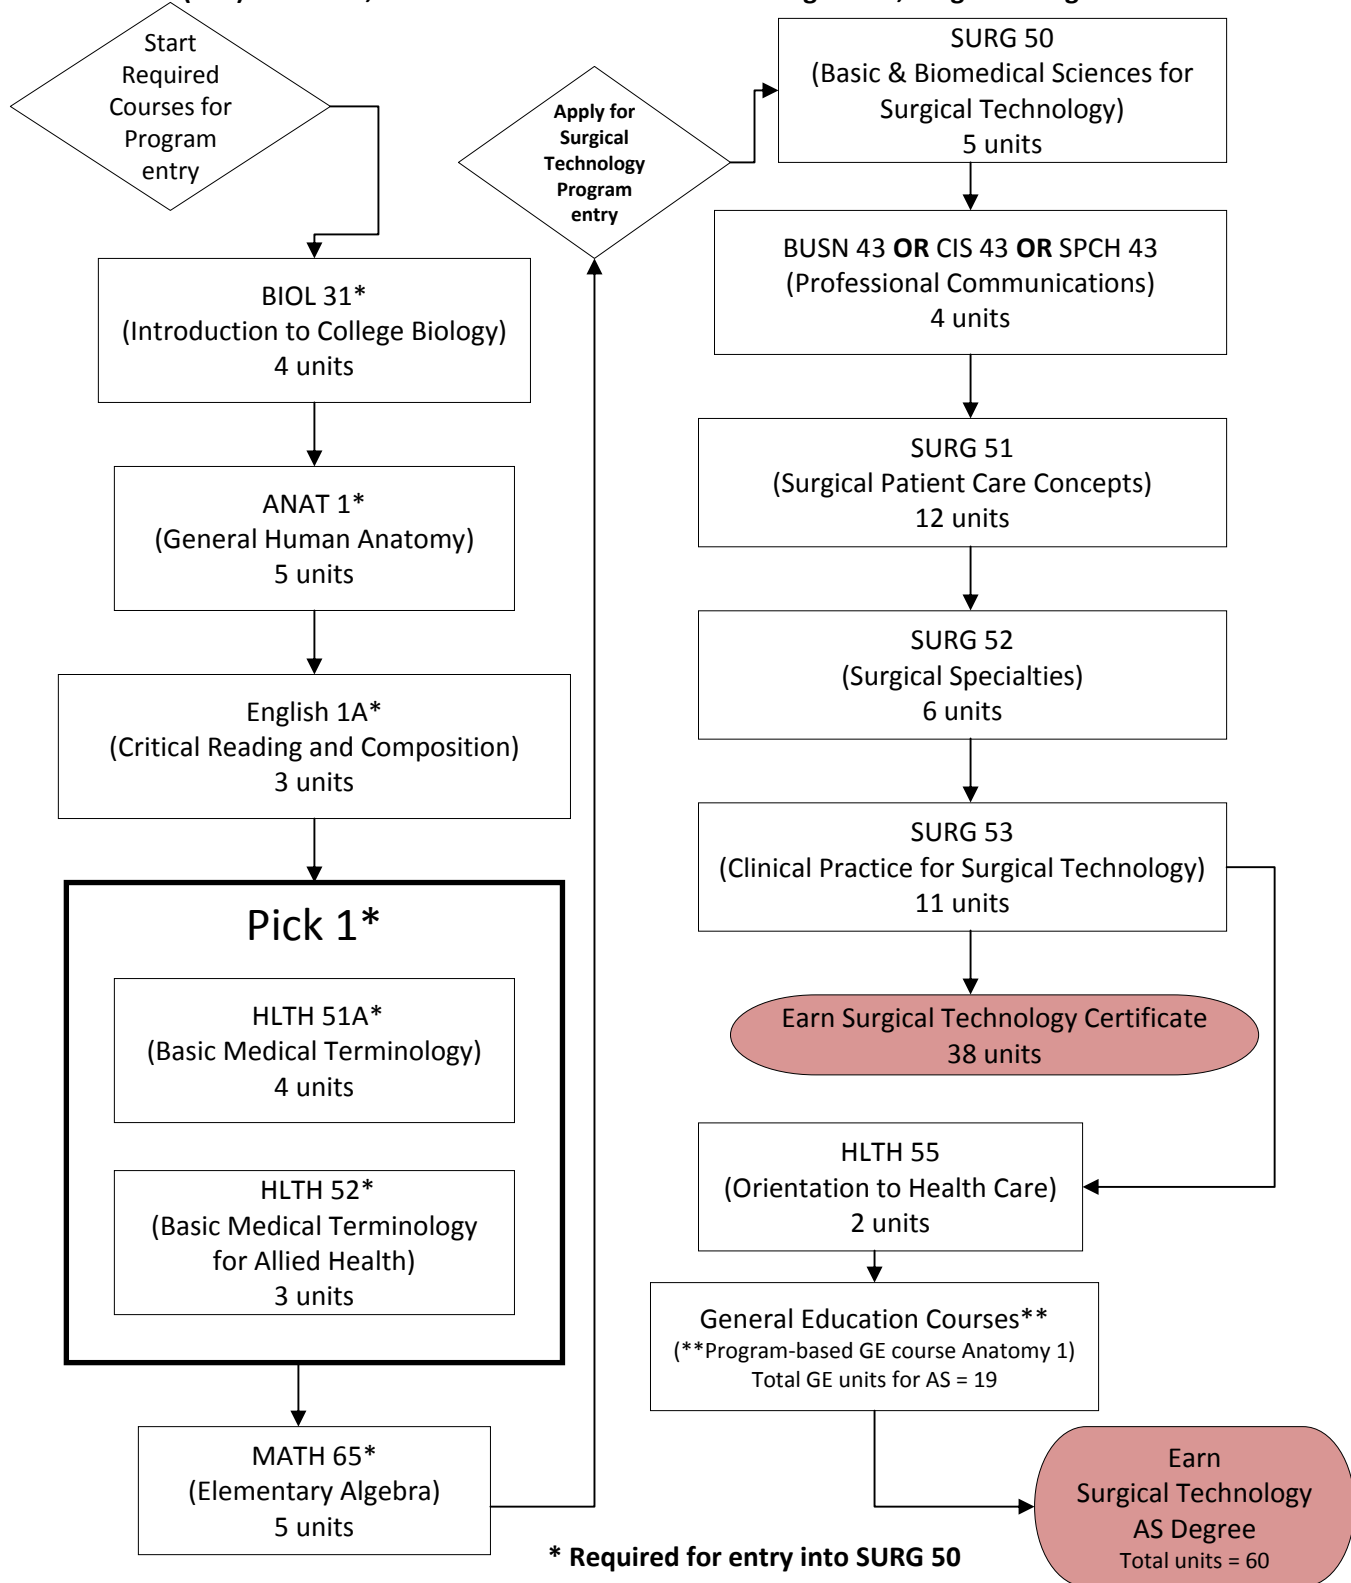 Start
Required
Courses for
Program
entry
BIOL 31*
(Introduction to College Biology)
4 units
ANAT 1*
(General Human Anatomy)
5 units
English 1A*
(Critical Reading and Composition)
3 units
Pick 1*
HLTH 51A*
(Basic Medical Terminology)
4 units
HLTH 52*
(Basic Medical Terminology
for Allied Health)
3 units
MATH 65*
(Elementary Algebra)
5 units
Apply for
Surgical
Technology
Program
entry
SURG 50
(Basic & Biomedical Sciences for
Surgical Technology)
5 units
BUSN 43 OR CIS 43 OR SPCH 43
(Professional Communications)
4 units
SURG 51
(Surgical Patient Care Concepts)
12 units
SURG 52
(Surgical Specialties)
6 units
SURG 53
(Clinical Practice for Surgical Technology)
11 units
Earn Surgical Technology Certificate
38 units
HLTH 55
(Orientation to Health Care)
2 units
General Education Courses**
(**Program-based GE course Anatomy 1)
Total GE units for AS = 19
Earn
Surgical Technology
AS Degree
Total units = 60
* Required for entry into SURG 50